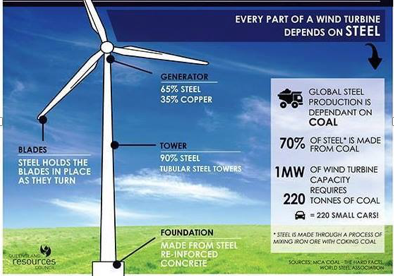 EVERY PART OF A WIND TURBINE
DEPENDS ON STEEL
GENERATOR
65% STEEL
35% COPPER
GLOBAL STEEL
PRODUCTION IS
DEPENDANT ON
COAL
BLADES
STEEL HOLDS THE
BLADES IN PLACE
AS THEY TURN
TOWER
90% STEEL
TUBULAR STEEL TOWERS
70% OF STEEL* IS MADE
FROM COAL
1MW OF WIND TURBINE
CAPACITY
REQUIRES
220 TONNES OF COAL
= 220 SMALL CARS!
FOUNDATION
MADE FROM STEEL
RE-INFORCED
CONCRETE
* STEEL IS MADE THROUGH A PROCESS OF
MIXING IRON ORE WITH COKING COAL
QUEENSLAND
resources
COUNCIL
SOURCES: MCA COAL - THE HARD FACTS,
WORLD STEEL ASSOCIATION